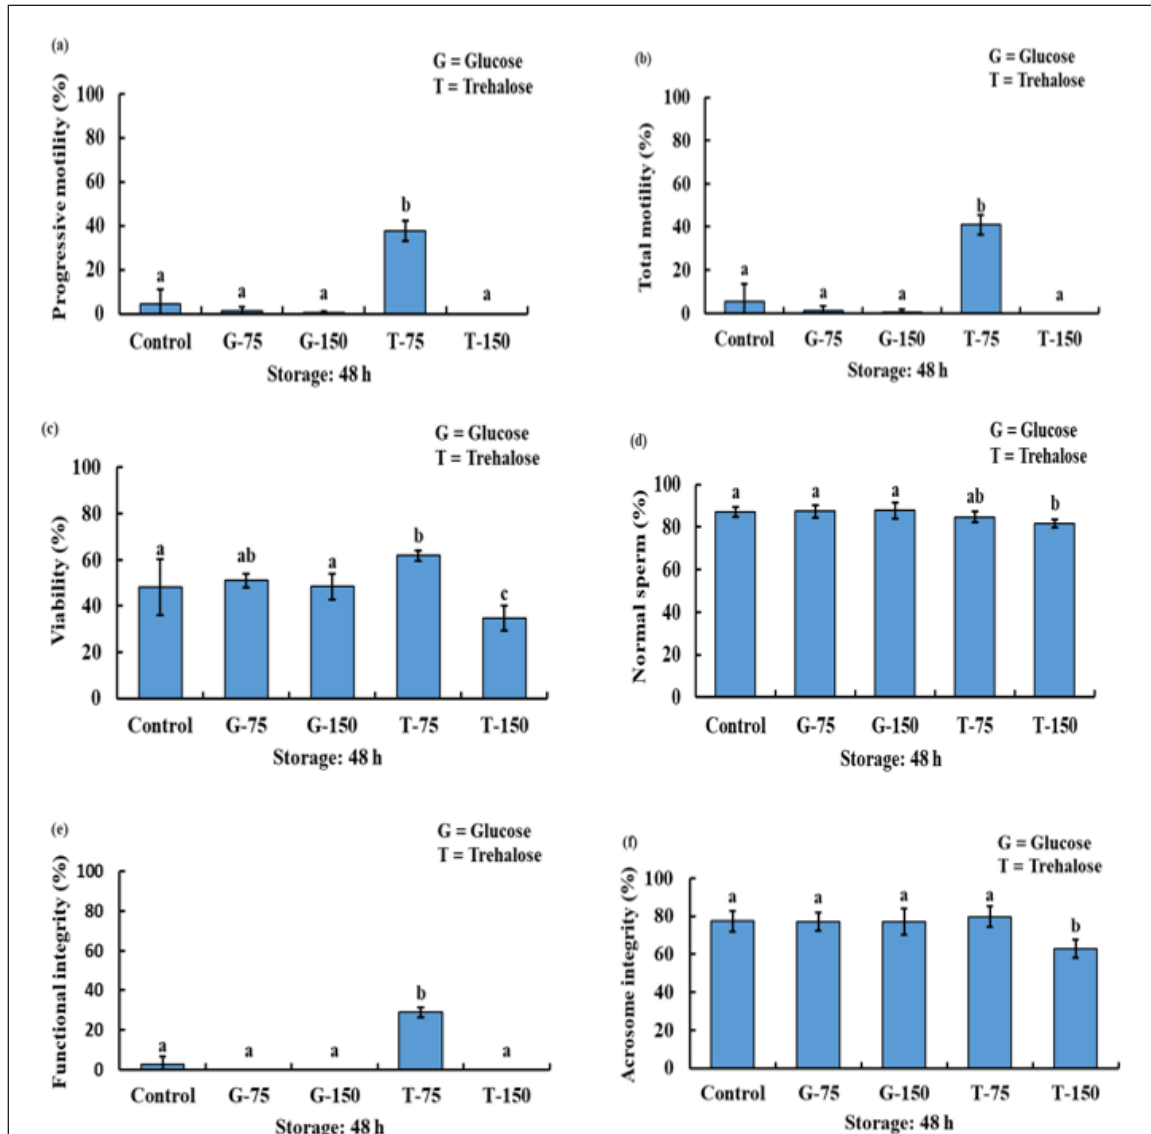 (a)
G = Glucose
T = Trehalose
Progressive motility (%)
100
80
60
40
20
0
a
a
a
b
a
Control G-75 G-150 T-75 T-150
Storage: 48 h
(b)
G = Glucose
T = Trehalose
Total motility (%)
100
80
60
40
20
0
a
a
a
b
a
Control G-75 G-150 T-75 T-150
Storage: 48 h
(c)
G = Glucose
T = Trehalose
Viability (%)
100
80
60
40
20
0
a
ab
a
b
c
Control G-75 G-150 T-75 T-150
Storage: 48 h
(d)
G = Glucose
T = Trehalose
Normal sperm (%)
100
80
60
40
20
0
a
a
a
ab
b
Control G-75 G-150 T-75 T-150
Storage: 48 h
(e)
G = Glucose
T = Trehalose
Functional integrity (%)
100
80
60
40
20
0
a
a
a
b
a
Control G-75 G-150 T-75 T-150
Storage: 48 h
(f)
G = Glucose
T = Trehalose
Acrosome integrity (%)
100
80
60
40
20
0
a
a
a
a
b
Control G-75 G-150 T-75 T-150
Storage: 48 h